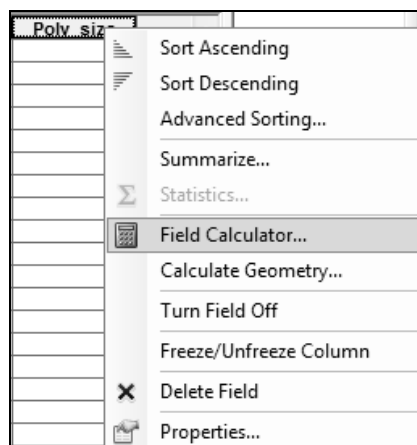 Poly_size
Sort Ascending
Sort Descending
Advanced Sorting...
Summarize...
Σ Statistics...
Field Calculator...
Calculate Geometry...
Turn Field Off
Freeze/Unfreeze Column
Delete Field
Properties...